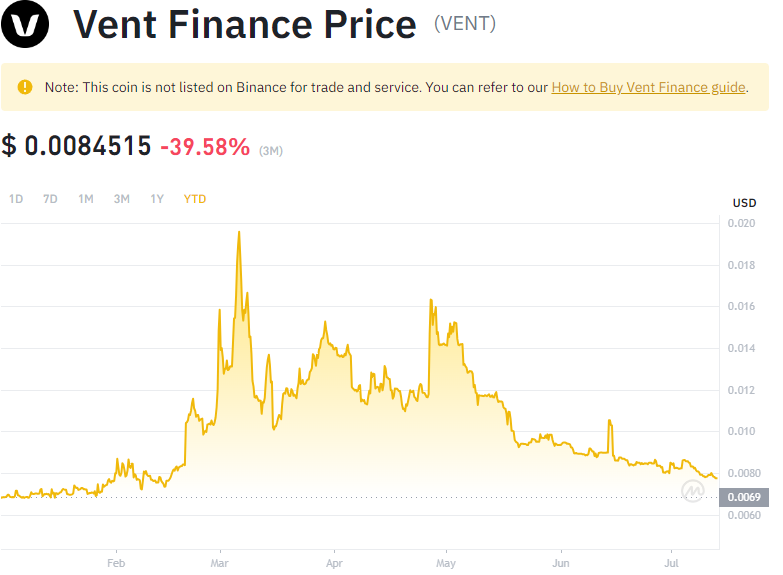 Vent Finance Price (VENT)
Note: This coin is not listed on Binance for trade and service. You can refer to our How to Buy Vent Finance guide.
$ 0.0084515 -39.58% (3M)
1D 7D 1M 3M 1Y YTD
USD
0.020
0.018
0.016
0.014
0.012
0.010
0.0080
0.0069
0.0060
Feb Mar Apr May Jun Jul